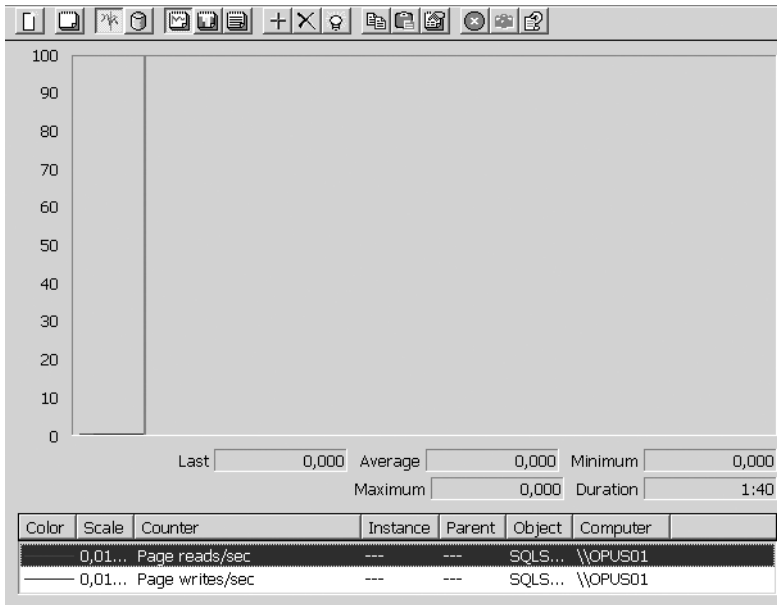 100
90
80
70
60
50
40
30
20
10
0
Last 0,000 Average 0,000 Minimum 0,000
Maximum 0,000 Duration 1:40
Color Scale Counter Instance Parent Object Computer
0,01... Page reads/sec --- --- SQLS... \\OPUS01
0,01... Page writes/sec --- --- SQLS... \\OPUS01